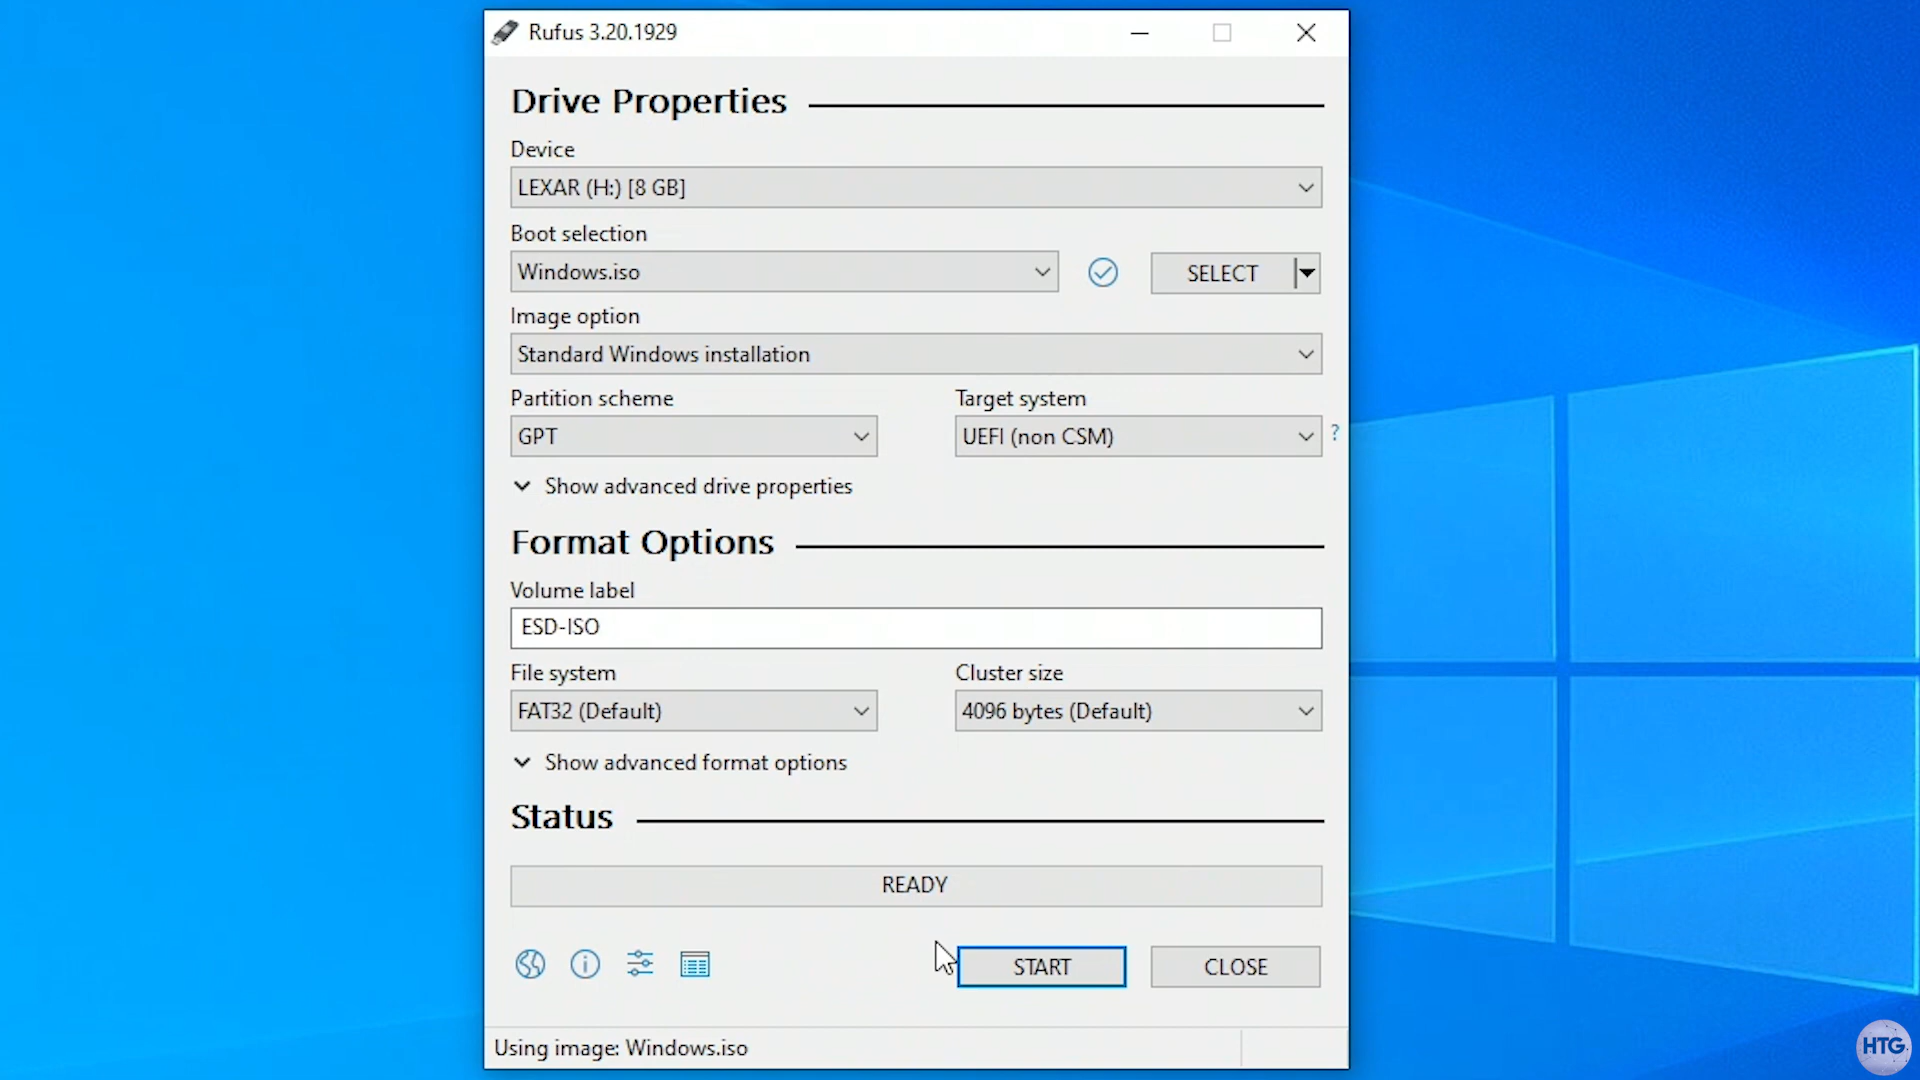 Rufus 3.20.1929
Drive Properties
Device
LEXAR (H:) [8 GB]
Boot selection
Windows.iso
SELECT
Image option
Standard Windows installation
Partition scheme
Target system
GPT
UEFI (non CSM)
?
Show advanced drive properties
Format Options
Volume label
ESD-ISO
File system
Cluster size
FAT32 (Default)
4096 bytes (Default)
Show advanced format options
Status
READY
START
CLOSE
Using image: Windows.iso
HTG